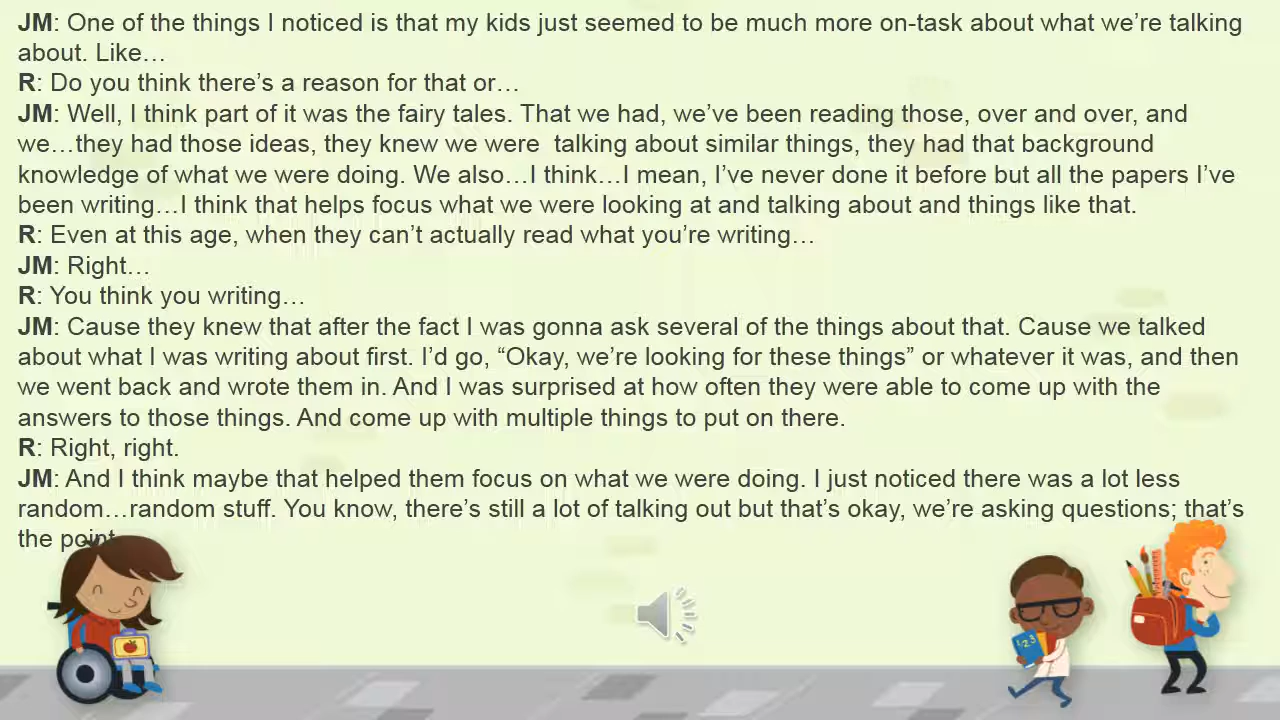 JM: One of the things I noticed is that my kids just seemed to be much more on-task about what we’re talking
about. Like…
R: Do you think there’s a reason for that or…
JM: Well, I think part of it was the fairy tales. That we had, we’ve been reading those, over and over, and
we…they had those ideas, they knew we were  talking about similar things, they had that background
knowledge of what we were doing. We also…I think…I mean, I’ve never done it before but all the papers I’ve
been writing…I think that helps focus what we were looking at and talking about and things like that.
R: Even at this age, when they can’t actually read what you’re writing…
JM: Right…
R: You think you writing…
JM: Cause they knew that after the fact I was gonna ask several of the things about that. Cause we talked
about what I was writing about first. I’d go, “Okay, we’re looking for these things” or whatever it was, and then
we went back and wrote them in. And I was surprised at how often they were able to come up with the
answers to those things. And come up with multiple things to put on there.
R: Right, right.
JM: And I think maybe that helped them focus on what we were doing. I just noticed there was a lot less
random…random stuff. You know, there’s still a lot of talking out but that’s okay, we’re asking questions; that’s
the point
123